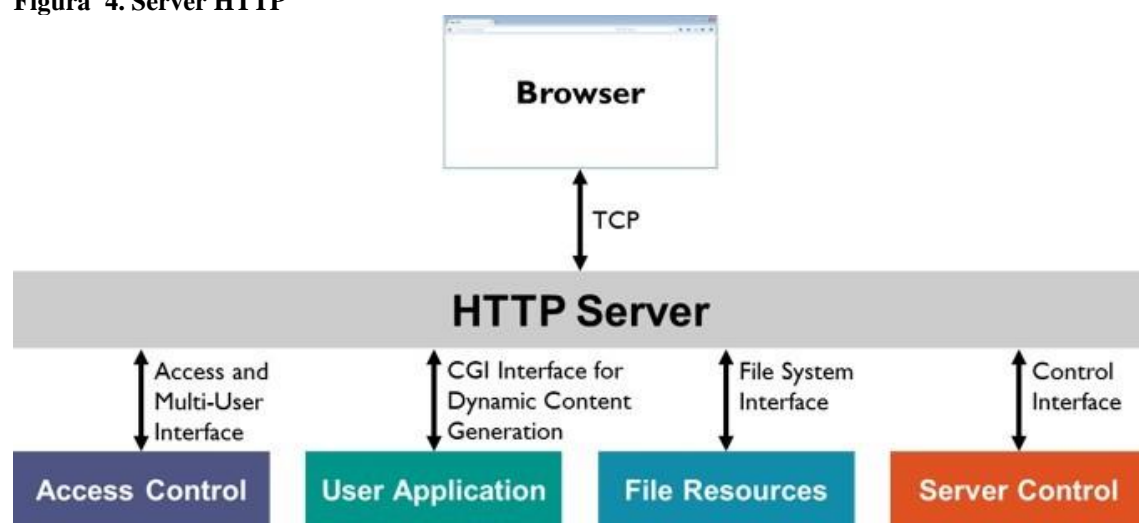 Figura 4. Server HTTP
Browser
TCP
HTTP Server
Access and
Multi-User
Interface
CGI Interface for
Dynamic Content
Generation
File System
Interface
Control
Interface
Access Control
User Application
File Resources
Server Control